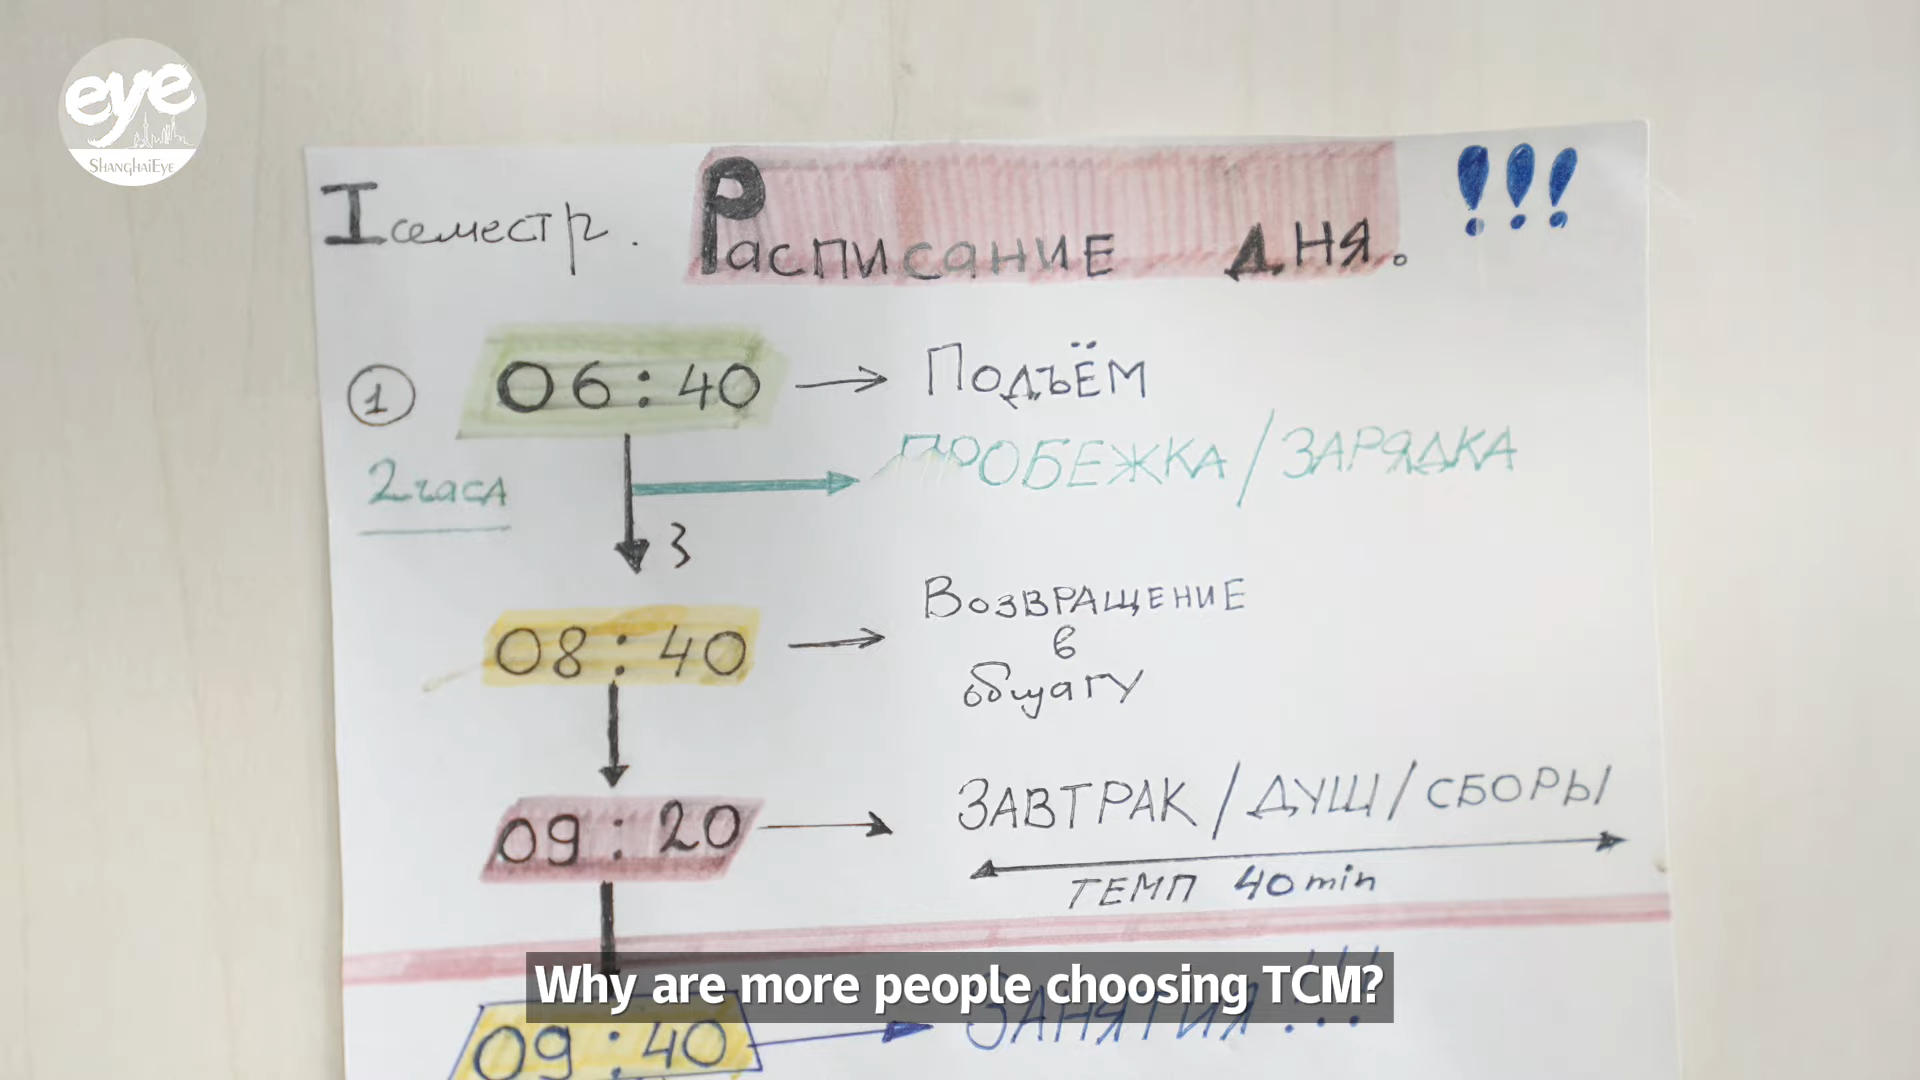 eye
SHANGHAIEYE
I семестр. Расписание дня. !!!
1 06:40 → Подъём
2 часа
ПРОБЕЖКА/ЗАРЯДКА
3
08:40 → Возвращение
в
общагу
09:20 → ЗАВТРАК/ДУШ/СБОРЫ
ТЕМП 40 min
Why are more people choosing TCM?
09:40 → ЗАНЯТИЯ !!!